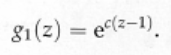 g₁(z) = e^{c(z−1)}.